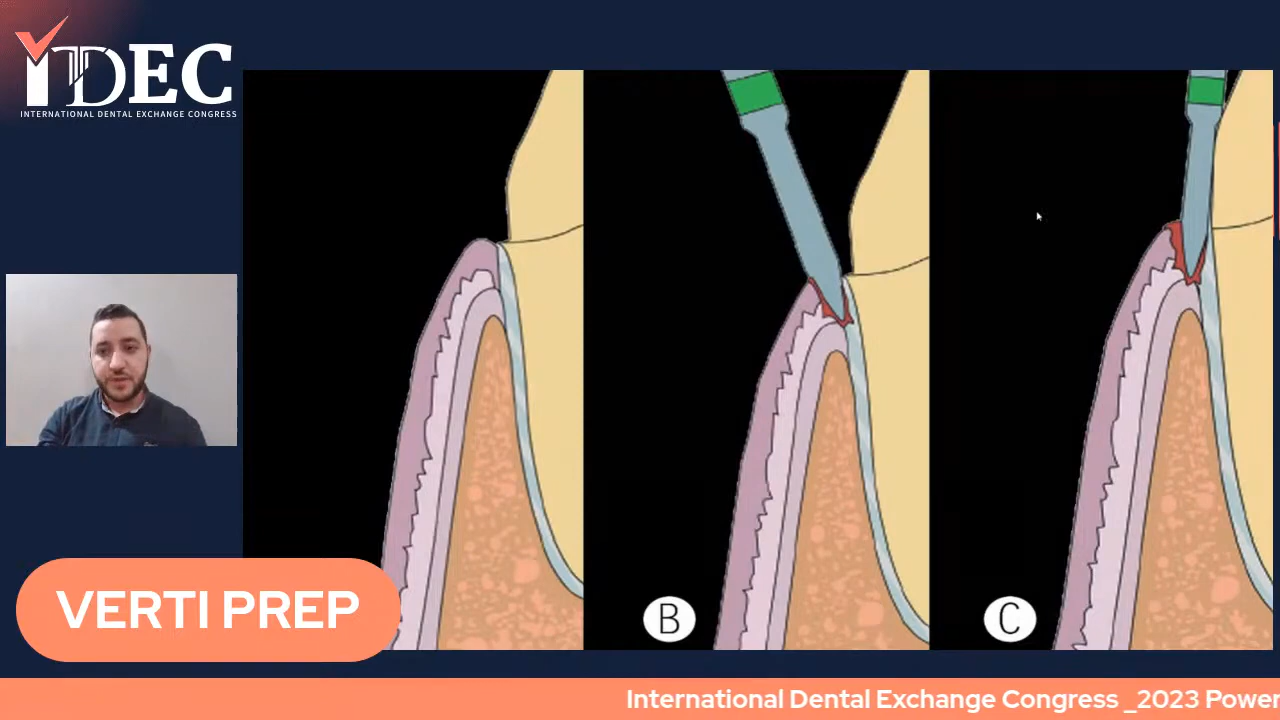 IDEC
INTERNATIONAL DENTAL EXCHANGE CONGRESS
B
C
VERTI PREP
International Dental Exchange Congress _2023 Power